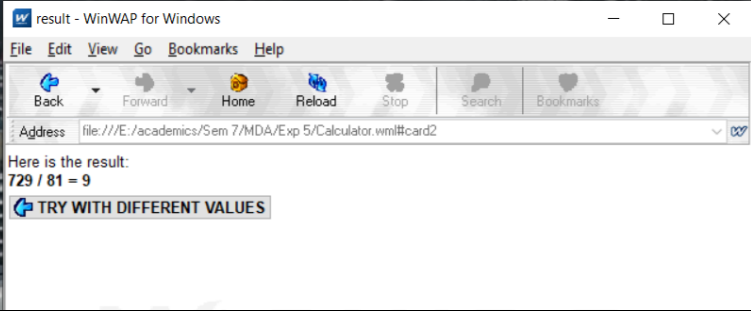 result - WinWAP for Windows
File Edit View Go Bookmarks Help
Back Forward Home Reload Stop Search Bookmarks
Address file:///E:/academics/Sem 7/MDA/Exp 5/Calculator.wml#card2
Here is the result:
729 / 81 = 9
TRY WITH DIFFERENT VALUES